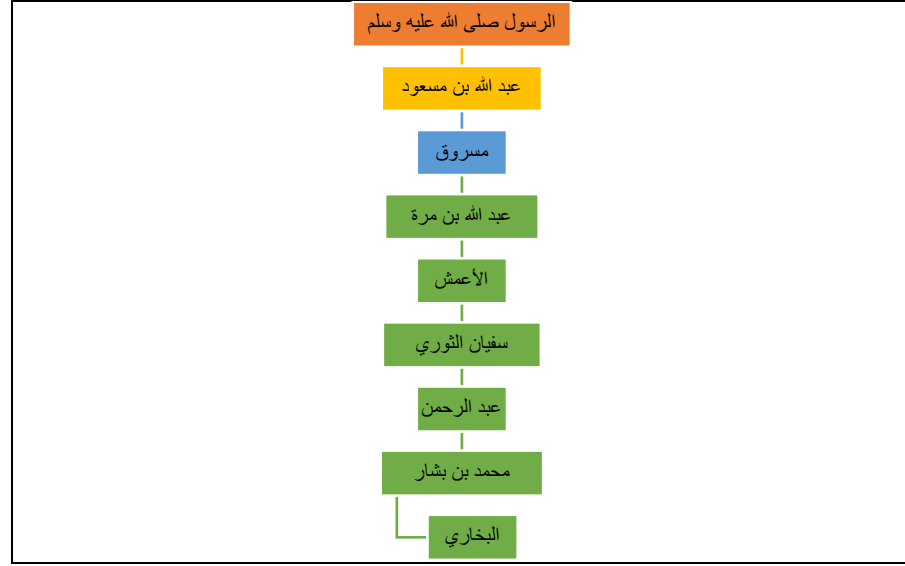 الرسول صلى الله عليه وسلم
عبد الله بن مسعود
مسروق
عبد الله بن مرة
الأعمش
سفيان الثوري
عبد الرحمن
محمد بن بشار
البخاري